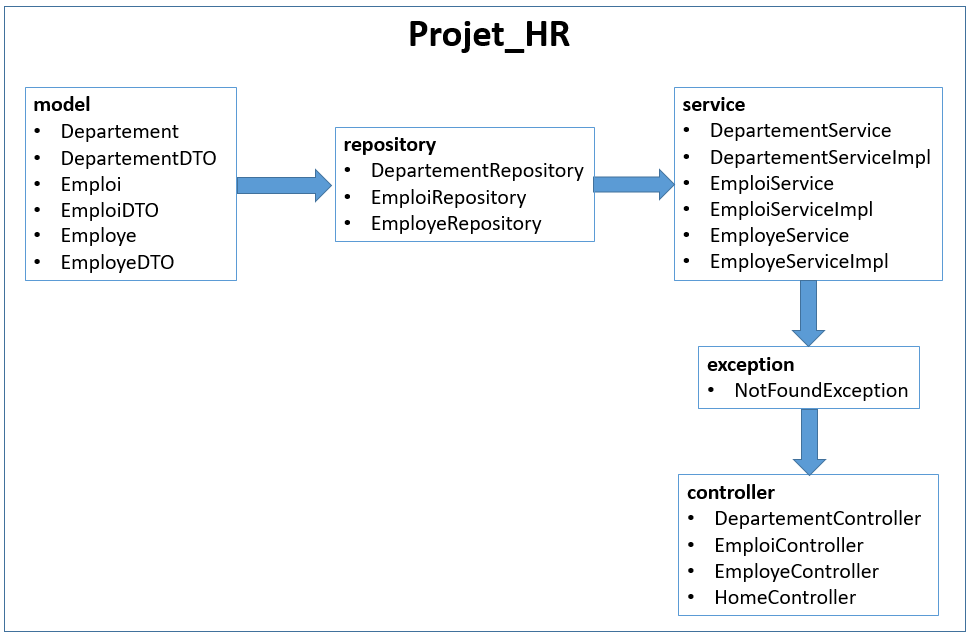 Projet_HR
model
• Departement
• DepartementDTO
• Emploi
• EmploiDTO
• Employe
• EmployeDTO
repository
• DepartementRepository
• EmploiRepository
• EmployeRepository
service
• DepartementService
• DepartementServiceImpl
• EmploiService
• EmploiServiceImpl
• EmployeService
• EmployeServiceImpl
exception
• NotFoundException
controller
• DepartementController
• EmploiController
• EmployeController
• HomeController